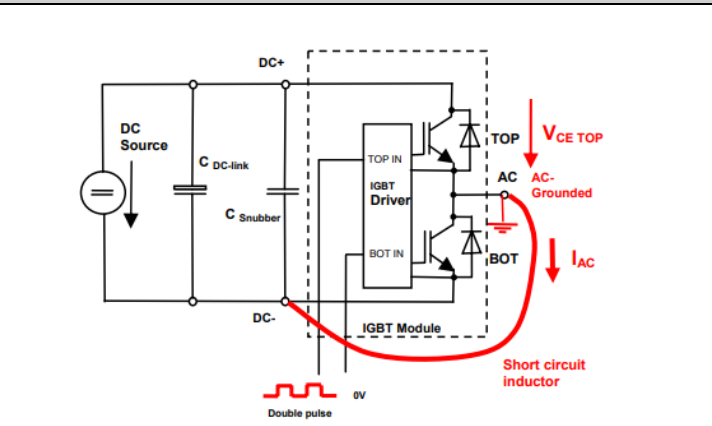 DC+
DC
Source
C DC-link
C Snubber
TOP IN
IGBT
Driver
BOT IN
TOP
V CE TOP
AC
AC-
Grounded
BOT
I AC
DC-
IGBT Module
Short circuit
inductor
0V
Double pulse